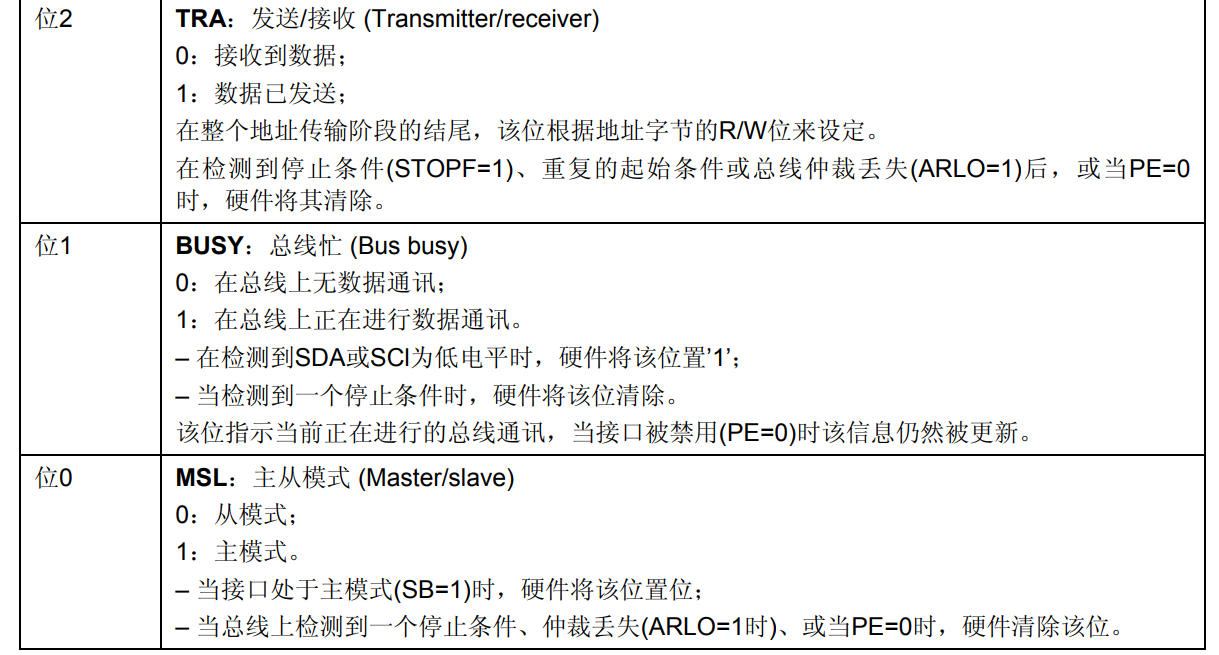 位2
TRA：发送/接收 (Transmitter/receiver)
0：接收到数据；
1：数据已发送；
在整个地址传输阶段的结尾，该位根据地址字节的R/W位来设定。
在检测到停止条件(STOPF=1)、重复的起始条件或总线仲裁丢失(ARLO=1)后，或当PE=0
时，硬件将其清除。
位1
BUSY：总线忙 (Bus busy)
0：在总线上无数据通讯；
1：在总线上正在进行数据通讯。
– 在检测到SDA或SCl为低电平时，硬件将该位置’1’；
– 当检测到一个停止条件时，硬件将该位清除。
该位指示当前正在进行的总线通讯，当接口被禁用(PE=0)时该信息仍然被更新。
位0
MSL：主从模式 (Master/slave)
0：从模式；
1：主模式。
– 当接口处于主模式(SB=1)时，硬件将该位置位；
– 当总线上检测到一个停止条件、仲裁丢失(ARLO=1时)、或当PE=0时，硬件清除该位。